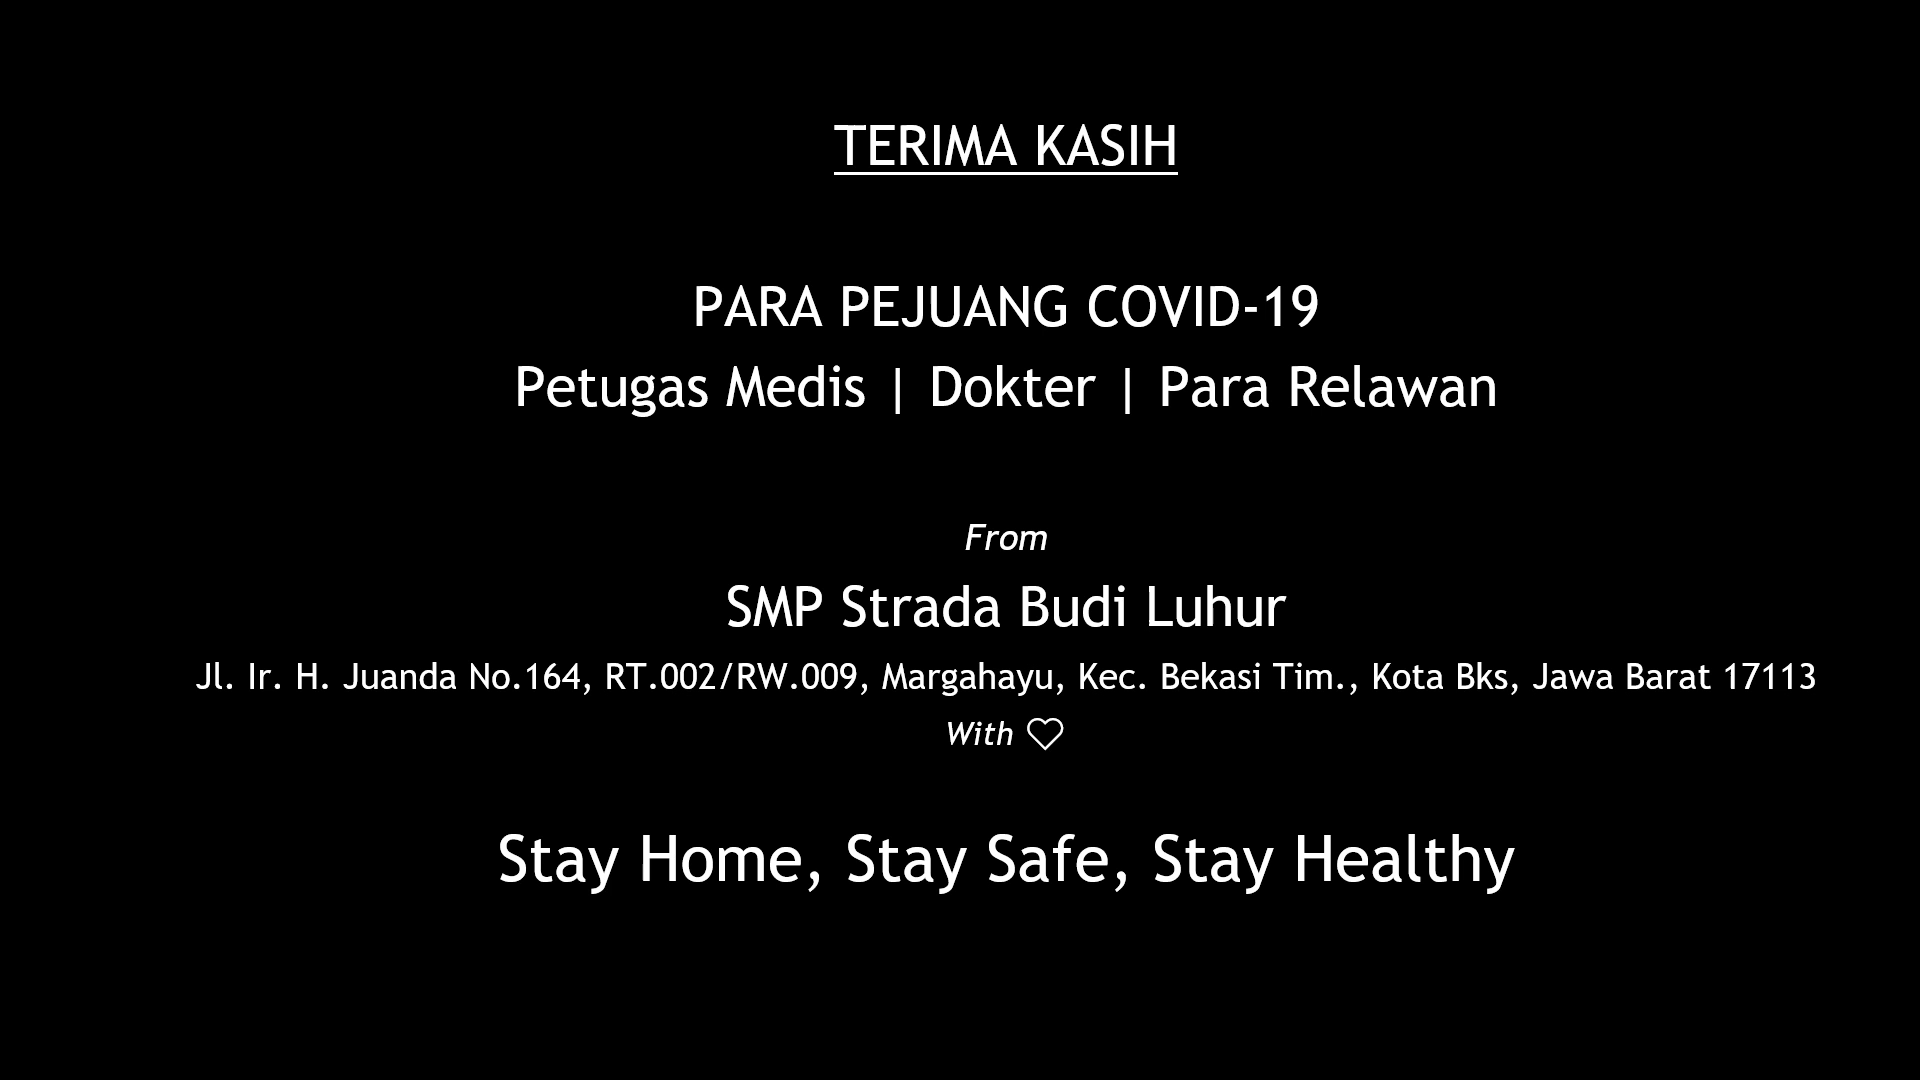 TERIMA KASIH
PARA PEJUANG COVID-19
Petugas Medis | Dokter | Para Relawan
From
SMP Strada Budi Luhur
Jl. Ir. H. Juanda No.164, RT.002/RW.009, Margahayu, Kec. Bekasi Tim., Kota Bks, Jawa Barat 17113
With ♡
Stay Home, Stay Safe, Stay Healthy